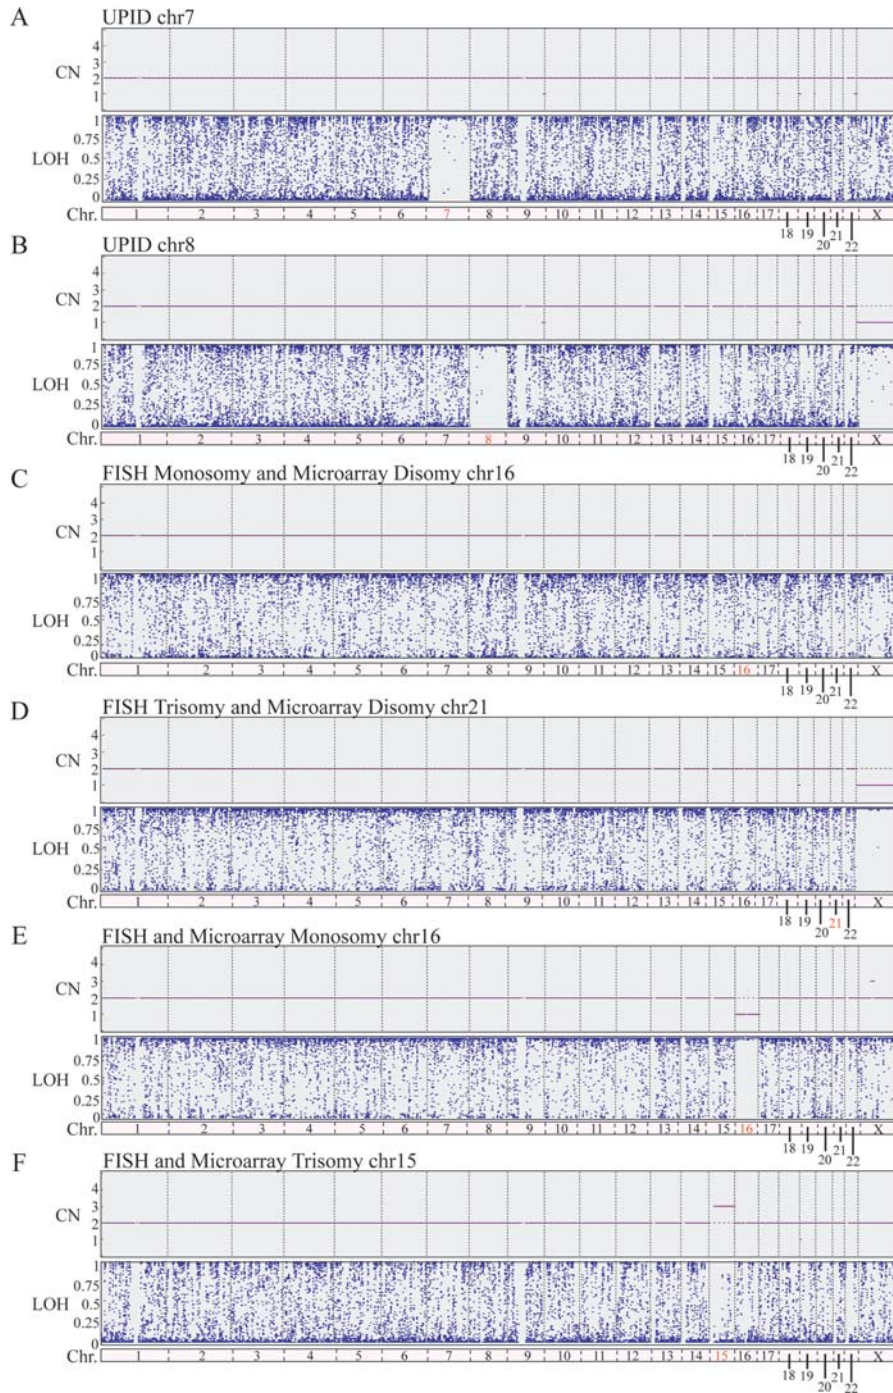 A UPID chr7
CN
4
3
2
1
LOH
1
0.75
0.5
0.25
0
Chr. 1 2 3 4 5 6 7 8 9 10 11 12 13 14 15 16 17 X
18 19 20 21 22
B UPID chr8
CN
4
3
2
1
LOH
1
0.75
0.5
0.25
0
Chr. 1 2 3 4 5 6 7 8 9 10 11 12 13 14 15 16 17 X
18 19 20 21 22
C FISH Monosomy and Microarray Disomy chr16
CN
4
3
2
1
LOH
1
0.75
0.5
0.25
0
Chr. 1 2 3 4 5 6 7 8 9 10 11 12 13 14 15 16 17 X
18 19 20 21 22
D FISH Trisomy and Microarray Disomy chr21
CN
4
3
2
1
LOH
1
0.75
0.5
0.25
0
Chr. 1 2 3 4 5 6 7 8 9 10 11 12 13 14 15 16 17 X
18 19 20 21 22
E FISH and Microarray Monosomy chr16
CN
4
3
2
1
LOH
1
0.75
0.5
0.25
0
Chr. 1 2 3 4 5 6 7 8 9 10 11 12 13 14 15 16 17 X
18 19 20 21 22
F FISH and Microarray Trisomy chr15
CN
4
3
2
1
LOH
1
0.75
0.5
0.25
0
Chr. 1 2 3 4 5 6 7 8 9 10 11 12 13 14 15 16 17 X
18 19 20 21 22